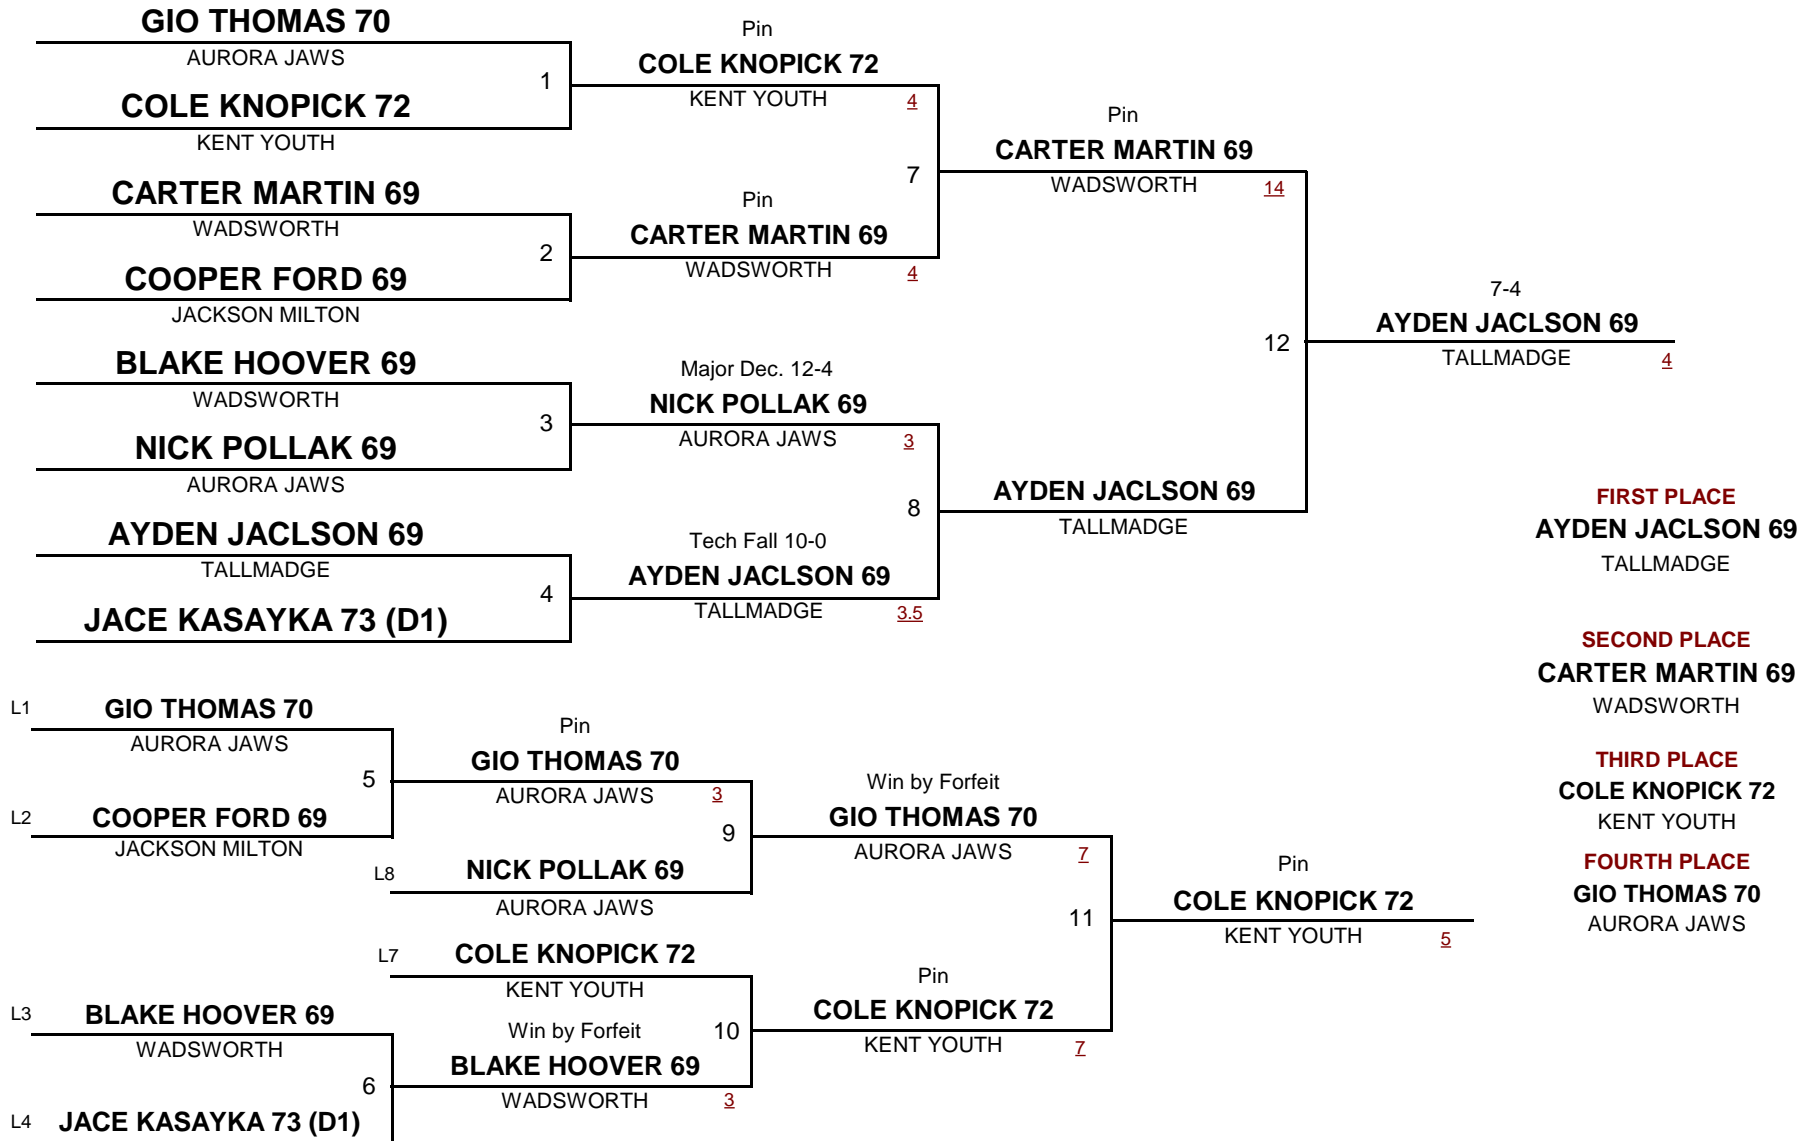 GIO THOMAS 70
AURORA JAWS
1
COLE KNOPICK 72
KENT YOUTH
Pin
COLE KNOPICK 72
KENT YOUTH
4
CARTER MARTIN 69
WADSWORTH
2
COOPER FORD 69
JACKSON MILTON
Pin
CARTER MARTIN 69
WADSWORTH
4
7
Pin
CARTER MARTIN 69
WADSWORTH
14
BLAKE HOOVER 69
WADSWORTH
3
NICK POLLAK 69
AURORA JAWS
Major Dec. 12-4
NICK POLLAK 69
AURORA JAWS
3
AYDEN JACLSON 69
TALLMADGE
4
JACE KASAYKA 73 (D1)
Tech Fall 10-0
AYDEN JACLSON 69
TALLMADGE
3.5
8
AYDEN JACLSON 69
TALLMADGE
12
7-4
AYDEN JACLSON 69
TALLMADGE
4
FIRST PLACE
AYDEN JACLSON 69
TALLMADGE
SECOND PLACE
CARTER MARTIN 69
WADSWORTH
THIRD PLACE
COLE KNOPICK 72
KENT YOUTH
FOURTH PLACE
GIO THOMAS 70
AURORA JAWS
L1
GIO THOMAS 70
AURORA JAWS
5
L2
COOPER FORD 69
JACKSON MILTON
Pin
GIO THOMAS 70
AURORA JAWS
3
9
L8
NICK POLLAK 69
AURORA JAWS
Win by Forfeit
GIO THOMAS 70
AURORA JAWS
7
L7
COLE KNOPICK 72
KENT YOUTH
L3
BLAKE HOOVER 69
WADSWORTH
6
L4
JACE KASAYKA 73 (D1)
Win by Forfeit
BLAKE HOOVER 69
WADSWORTH
3
10
Pin
COLE KNOPICK 72
KENT YOUTH
7
11
Pin
COLE KNOPICK 72
KENT YOUTH
5